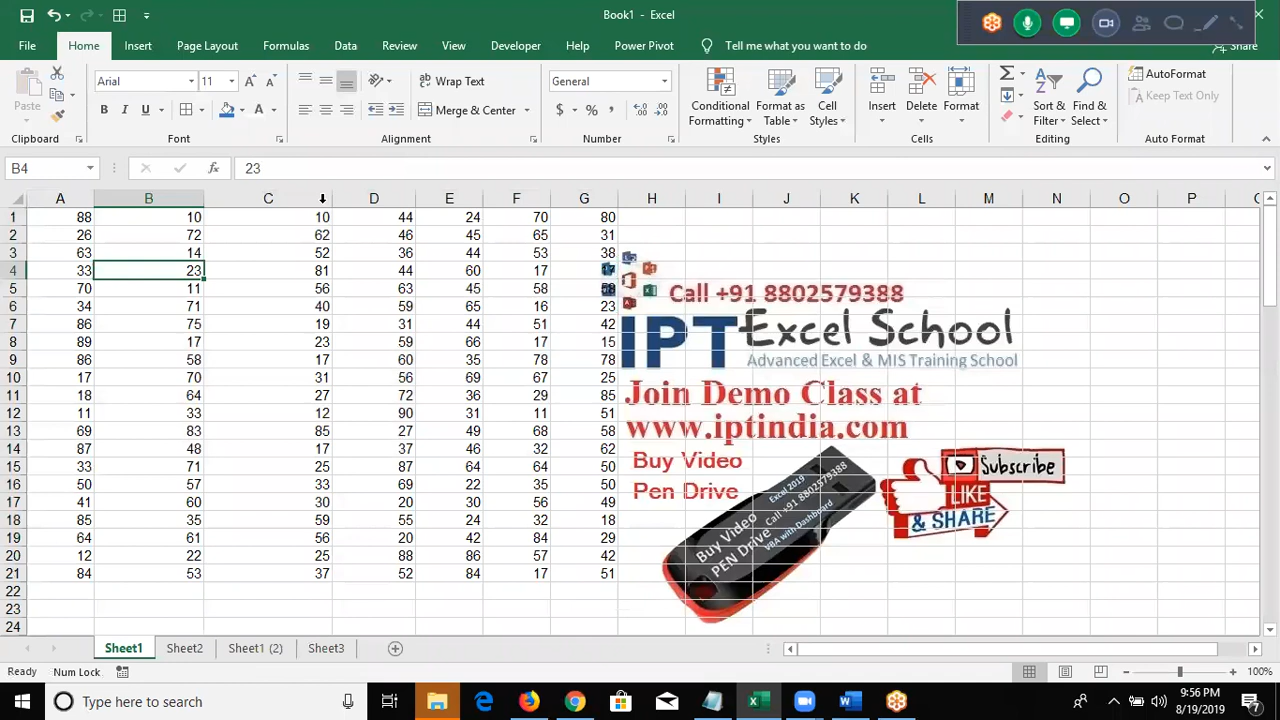 Book1 - Excel
File Home Insert Page Layout Formulas Data Review View Developer Help Power Pivot Tell me what you want to do Share
Paste Arial 11 Wrap Text General Conditional Format as Cell Insert Delete Format Sort & Find & AutoFormat
B I U Merge & Center $ % , Formatting Table Styles Filter Select Keep Text Only
Clipboard Font Alignment Number Styles Cells Editing Auto Format
B4 fx 23
A B C D E F G H I J K L M N O P
1 88 10 10 44 24 70 80
2 26 72 62 46 45 65 31
3 63 14 52 36 44 53 38
4 33 23 81 44 60 17 17
5 70 11 56 63 45 58 58
6 34 71 40 59 65 16 23
7 86 75 19 31 44 51 42
8 89 17 23 59 66 17 15
9 86 58 17 60 35 78 78
10 17 70 31 56 69 67 25
11 18 64 27 72 36 29 85
12 11 33 12 90 31 11 51
13 69 83 85 27 49 68 58
14 87 48 17 37 46 32 62
15 33 71 25 87 64 64 50
16 50 57 33 69 22 35 50
17 41 60 30 20 30 56 49
18 85 35 59 55 24 32 18
19 64 61 56 20 42 84 29
20 12 22 25 88 86 57 42
21 84 53 37 52 84 17 51
22
23
24
Call +91 8802579388
IPT Excel School
Advanced Excel & MIS Training School
Join Demo Class at
www.iptindia.com
Buy Video
Pen Drive
Subscribe
LIKE
& SHARE
Excel 2019
Call +91 8802579388
VBA with Dashboard
Buy Video
PEN Drive
Sheet1 Sheet2 Sheet1 (2) Sheet3
Ready Num Lock 100%
Type here to search
9:56 PM
8/19/2019
7